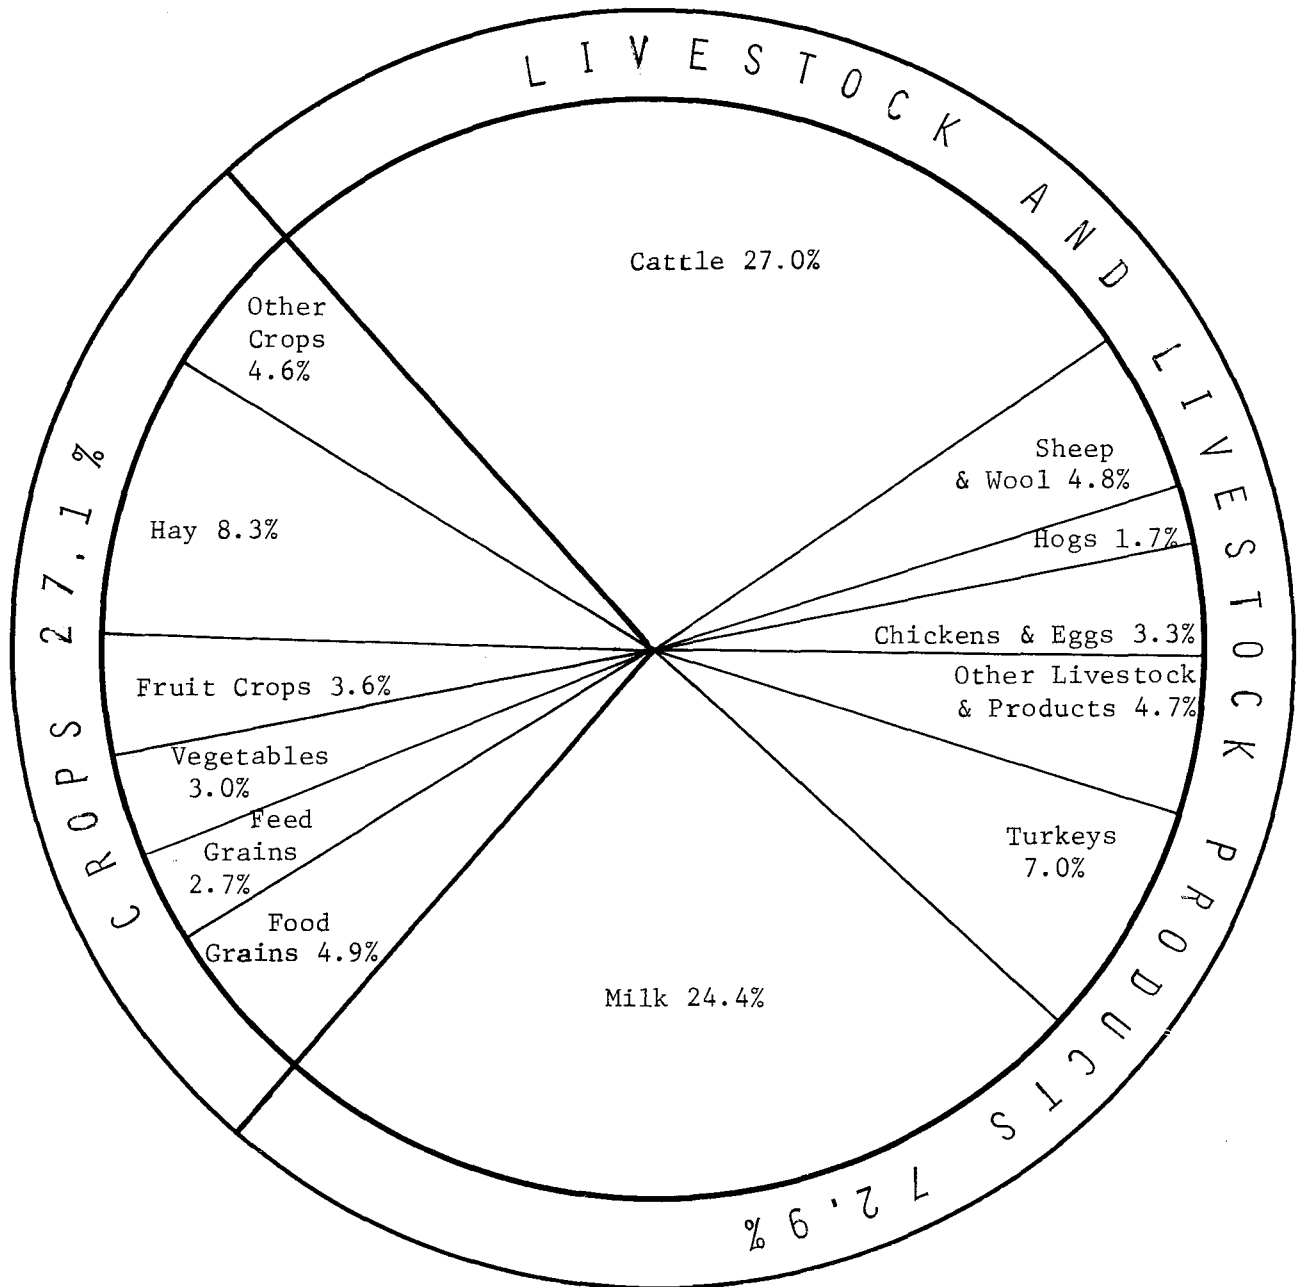 LIVESTOCK AND LIVESTOCK PRODUCTS 72.9%
CROPS 27.1%
Cattle 27.0%
Other
Crops
4.6%
Sheep
& Wool 4.8%
Hay 8.3%
Hogs 1.7%
Chickens & Eggs 3.3%
Other Livestock
& Products 4.7%
Fruit Crops 3.6%
Vegetables
3.0%
Feed
Grains
2.7%
Turkeys
7.0%
Food
Grains 4.9%
Milk 24.4%